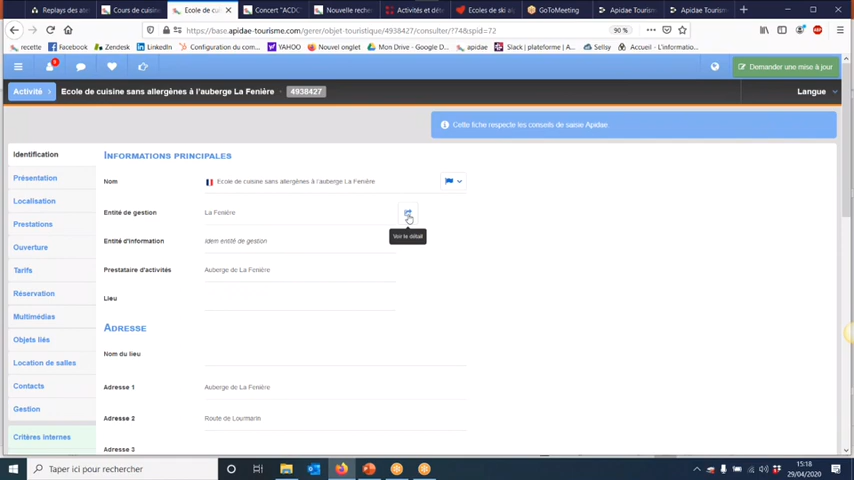 Replays des ate
Cours de cuisine
Ecole de cuisine
Concert "ACDC"
Nouvelle recher
Activités et déta
Ecoles de ski al
GoToMeeting
Apidae Tourism
Apidae Tourism
https://base.apidae-tourisme.com/gerer/objet-touristique/4938427/consulter/?748&spid=72
90 %
recette
Facebook
Zendesk
LinkedIn
Configuration du com...
YAHOO
Nouvel onglet
Mon Drive - Google D...
apidae
Slack | plateforme | A...
Sellsy
Accueil - L'informatio...
Demander une mise à jour
Activité
Ecole de cuisine sans allergènes à l'auberge La Fenière
4938427
Langue
Cette fiche respecte les conseils de saisie Apidae.
Identification
Présentation
Localisation
Prestations
Ouverture
Tarifs
Réservation
Multimédias
Objets liés
Location de salles
Contacts
Gestion
Critères internes
Informations principales
Nom
Ecole de cuisine sans allergènes à l'auberge La Fenière
Entité de gestion
La Fenière
Voir le détail
Entité d'information
Idem entité de gestion
Prestataire d'activités
Auberge de La Fenière
Lieu
Adresse
Nom du lieu
Adresse 1
Auberge de La Fenière
Adresse 2
Route de Lourmarin
Adresse 3
Taper ici pour rechercher
15:18
29/04/2020